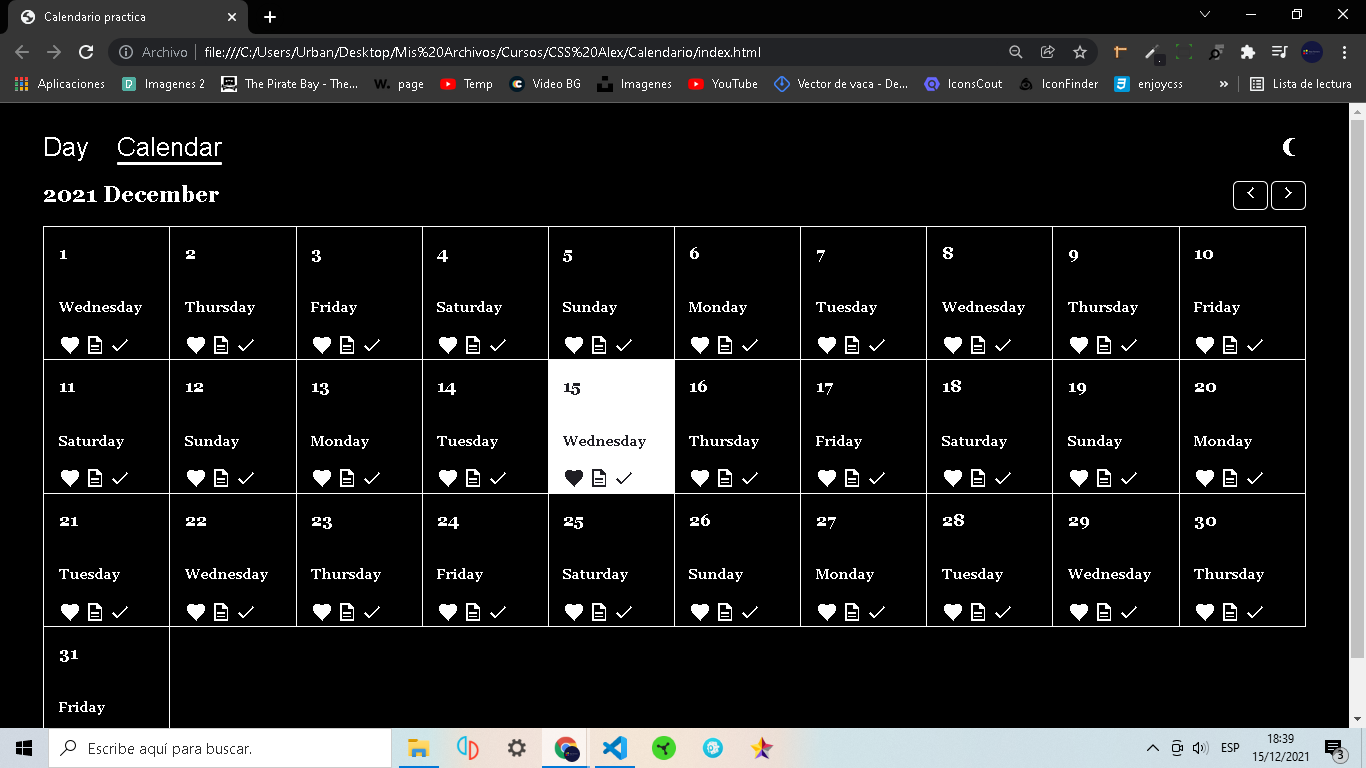 Calendario practica
Archivo file:///C:/Users/Urban/Desktop/Mis%20Archivos/Cursos/CSS%20Alex/Calendario/index.html
Aplicaciones Imagenes 2 The Pirate Bay - The... W. page Temp Video BG Imagenes YouTube Vector de vaca - De... IconsCout IconFinder enjoycss » Lista de lectura
Day Calendar
2021 December
1 2 3 4 5 6 7 8 9 10
Wednesday Thursday Friday Saturday Sunday Monday Tuesday Wednesday Thursday Friday
11 12 13 14 15 16 17 18 19 20
Saturday Sunday Monday Tuesday Wednesday Thursday Friday Saturday Sunday Monday
21 22 23 24 25 26 27 28 29 30
Tuesday Wednesday Thursday Friday Saturday Sunday Monday Tuesday Wednesday Thursday
31
Friday
Escribe aquí para buscar.
ESP
18:39
15/12/2021
3